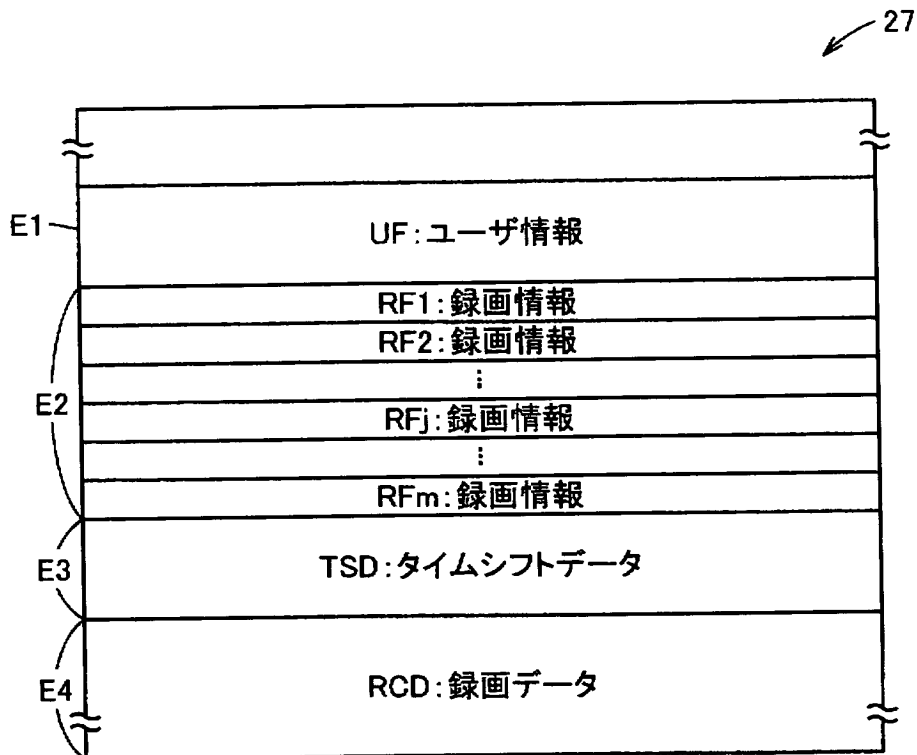 27
E1
UF:ユーザ情報
RF1:録画情報
RF2:録画情報
⋮
E2
RFj:録画情報
⋮
RFm:録画情報
E3
TSD:タイムシフトデータ
E4
RCD:録画データ